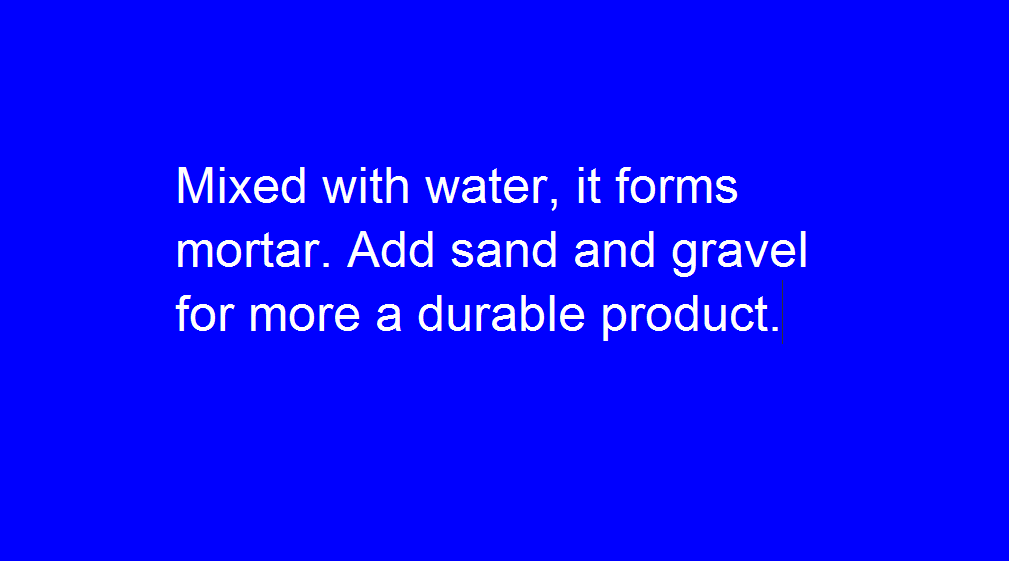 Mixed with water, it forms
mortar. Add sand and gravel
for more a durable product.